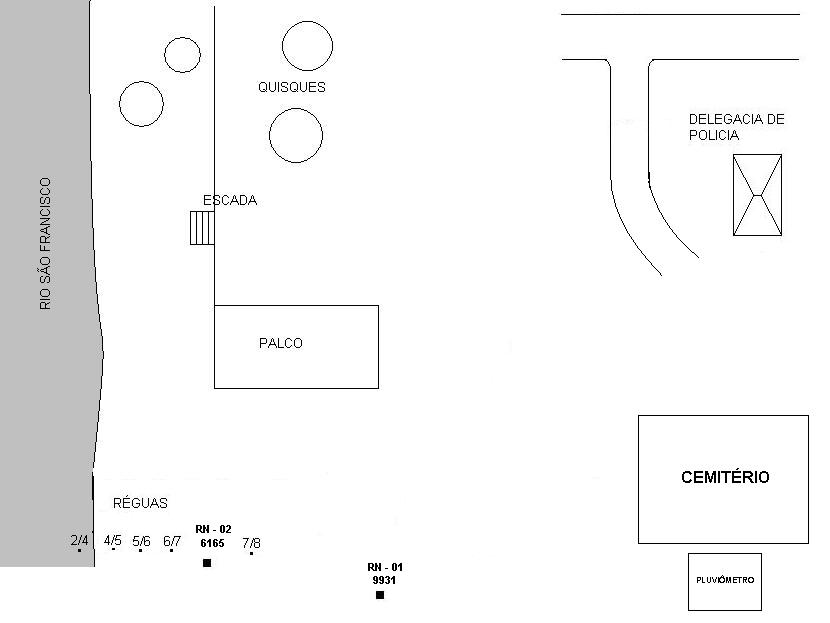 QUISQUES
DELEGACIA DE
POLICIA
RIO SÃO FRANCISCO
ESCADA
PALCO
CEMITÉRIO
RÉGUAS
2/4 4/5 5/6 6/7
RN - 02
6165
7/8
RN - 01
9931
PLUVIÔMETRO